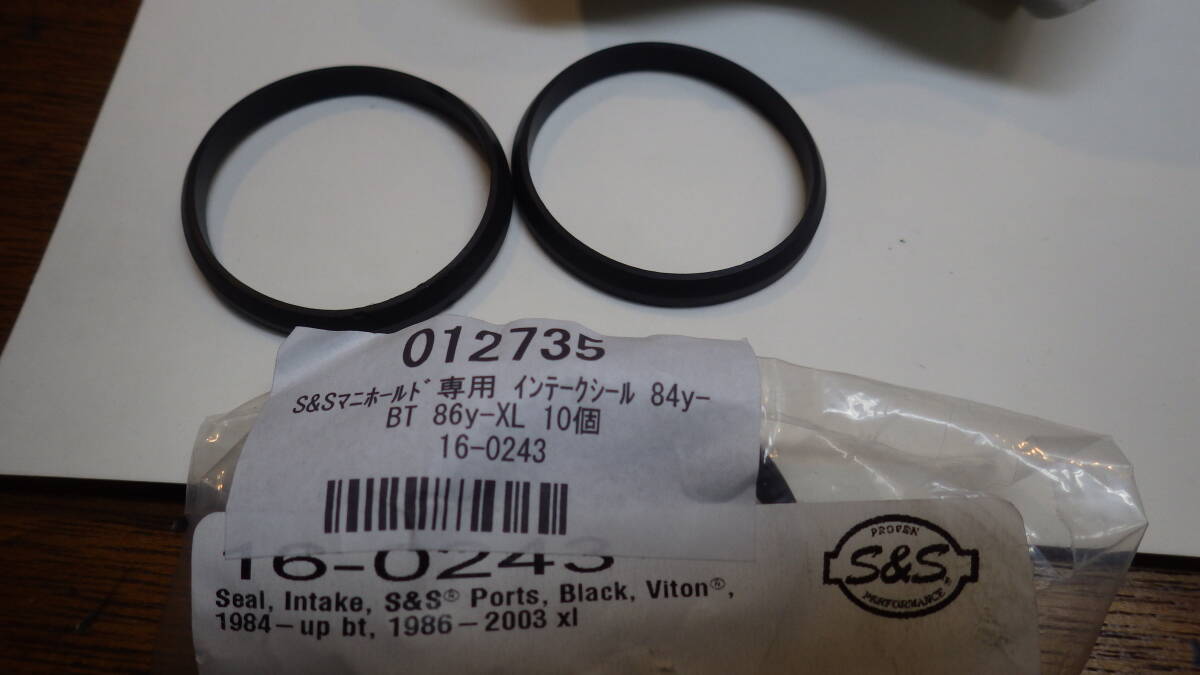 012735
S&Sマニホールド専用 インテークシール 84y-
BT 86y-XL 10個
16-0243
16-0243
Seal, Intake, S&S® Ports, Black, Viton®,
1984-up bt, 1986-2003 xl
PROVEN
S&S®
PERFORMANCE